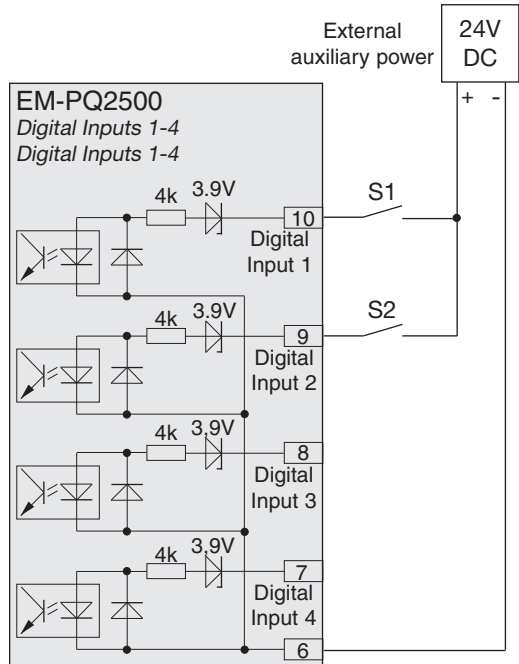 External
auxiliary power
24V
DC
+ -
EM-PQ2500
Digital Inputs 1-4
Digital Inputs 1-4
4k 3.9V
10
S1
Digital
Input 1
4k 3.9V
9
S2
Digital
Input 2
4k 3.9V
8
Digital
Input 3
4k 3.9V
7
Digital
Input 4
6